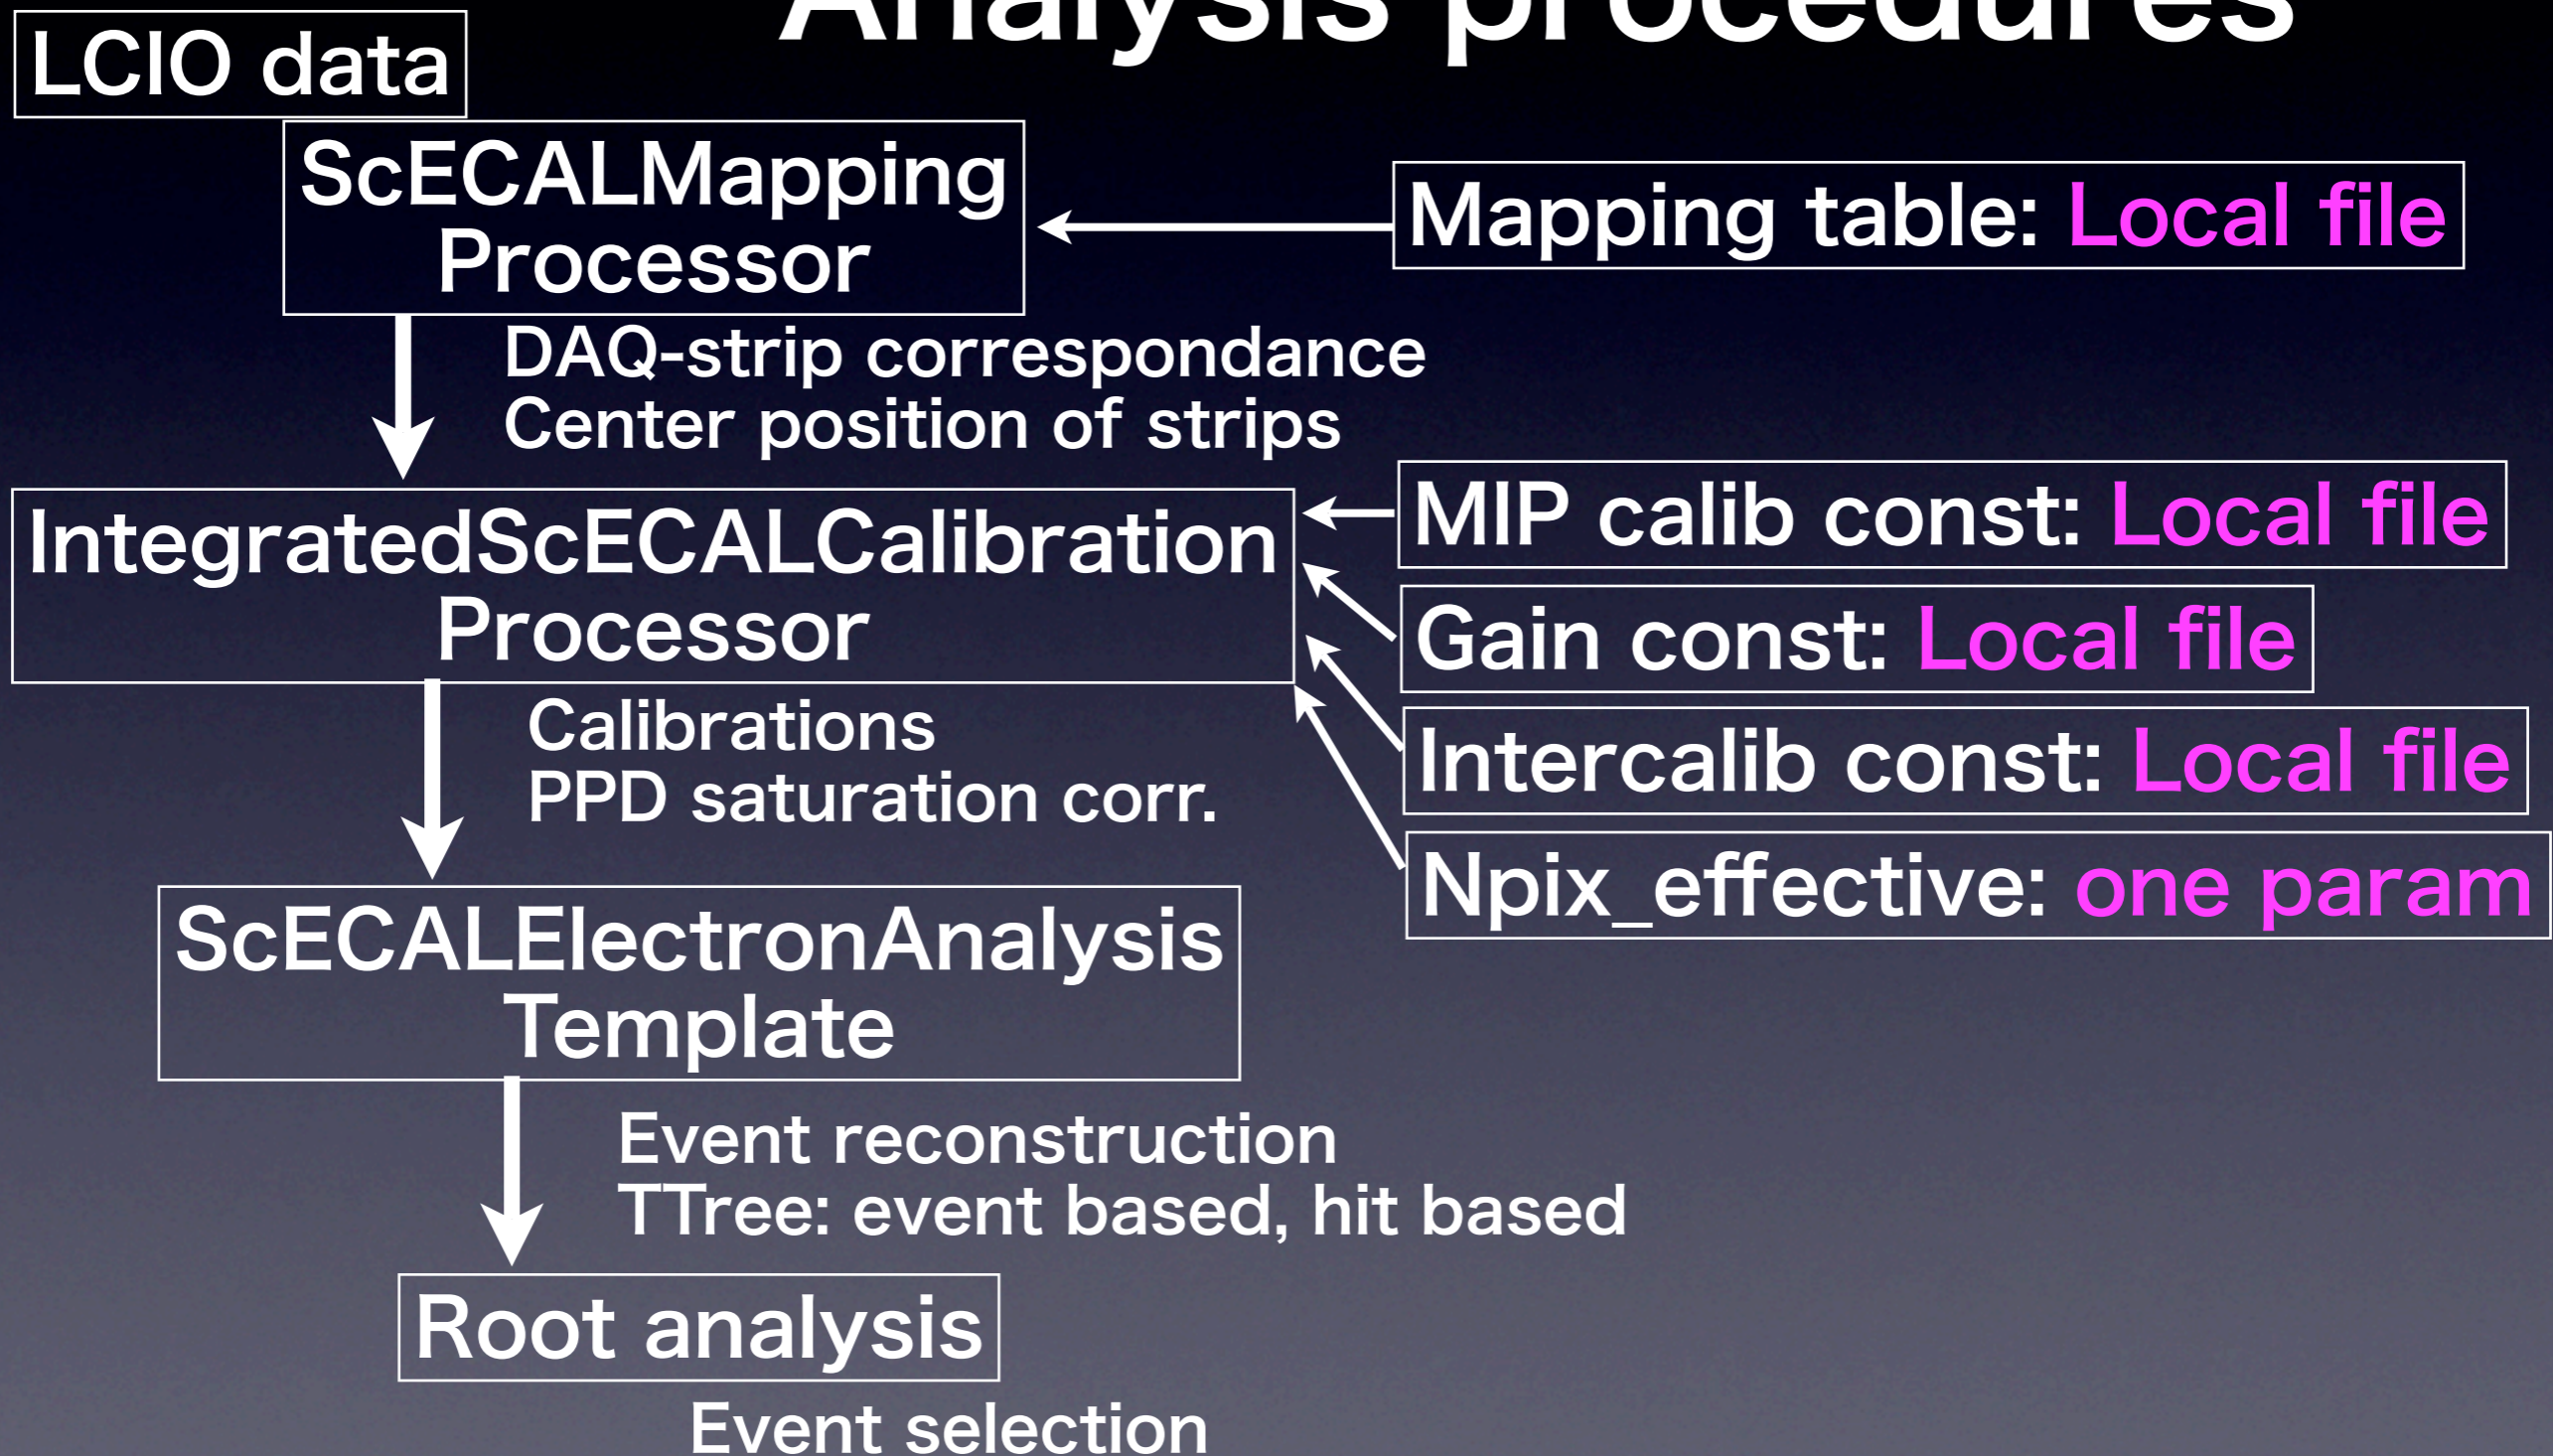 Analysis procedures
LCIO data
ScECALMapping
Processor
Mapping table: Local file
DAQ-strip correspondance
Center position of strips
IntegratedScECALCalibration
Processor
MIP calib const: Local file
Gain const: Local file
Intercalib const: Local file
Npix_effective: one param
Calibrations
PPD saturation corr.
ScECALElectronAnalysis
Template
Event reconstruction
TTree: event based, hit based
Root analysis
Event selection